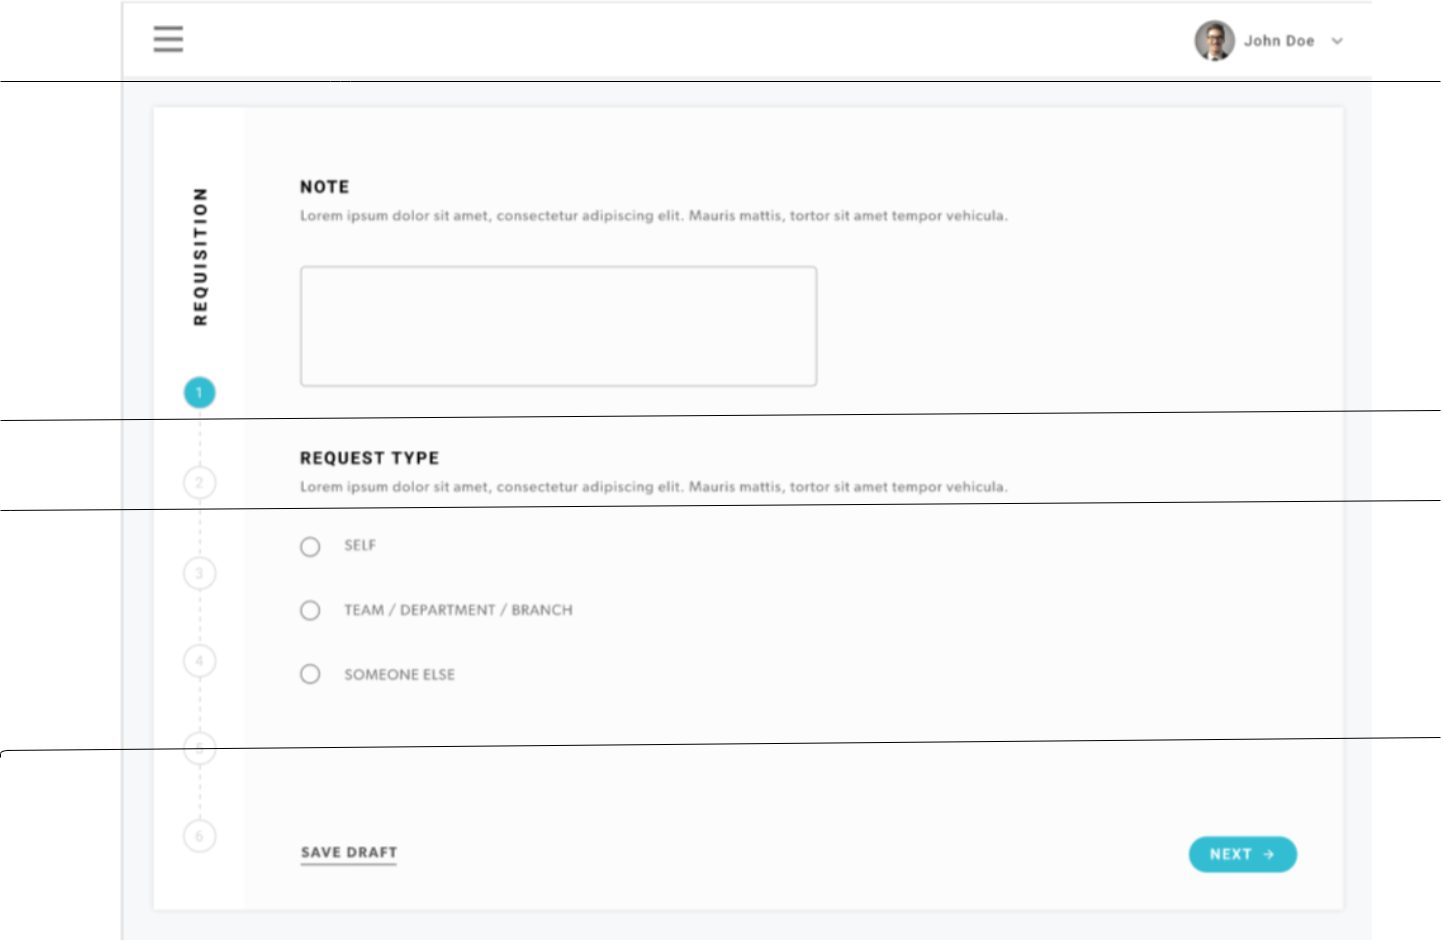 John Doe
REQUISITION
NOTE
Lorem ipsum dolor sit amet, consectetur adipiscing elit. Mauris mattis, tortor sit amet tempor vehicula.
1
REQUEST TYPE
Lorem ipsum dolor sit amet, consectetur adipiscing elit. Mauris mattis, tortor sit amet tempor vehicula.
2
SELF
3
TEAM / DEPARTMENT / BRANCH
4
SOMEONE ELSE
5
6
SAVE DRAFT
NEXT →